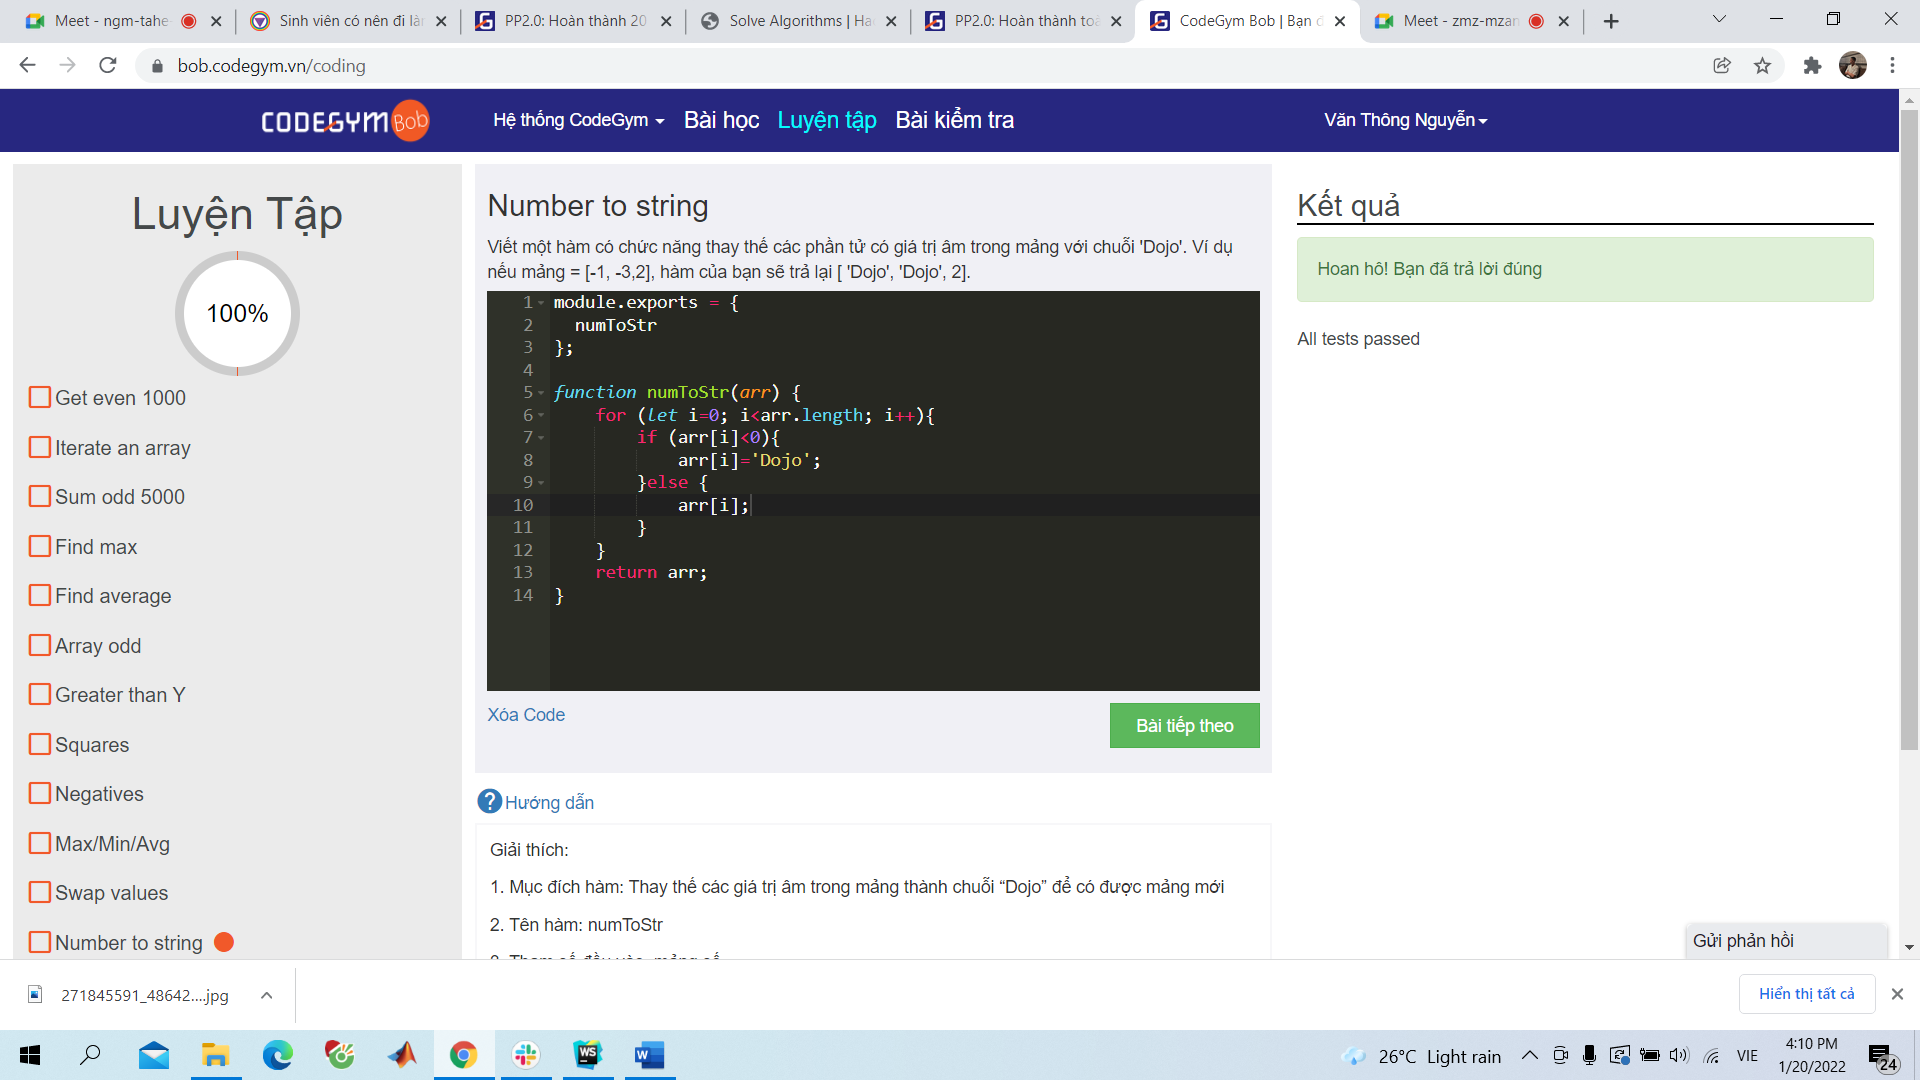 Meet - ngm-tahe
Sinh viên có nên đi làm
PP2.0: Hoàn thành 20
Solve Algorithms | Ha
PP2.0: Hoàn thành toà
CodeGym Bob | Bạn đ
Meet - zmz-mzan
bob.codegym.vn/coding
CODEGYM Bob
Hệ thống CodeGym
Bài học
Luyện tập
Bài kiểm tra
Văn Thông Nguyễn
Luyện Tập
100%
Get even 1000
Iterate an array
Sum odd 5000
Find max
Find average
Array odd
Greater than Y
Squares
Negatives
Max/Min/Avg
Swap values
Number to string
Number to string
Viết một hàm có chức năng thay thế các phần tử có giá trị âm trong mảng với chuỗi 'Dojo'. Ví dụ
nếu mảng = [-1, -3,2], hàm của bạn sẽ trả lại [ 'Dojo', 'Dojo', 2].
1 module.exports = {
2 numToStr
3 };
4
5 function numToStr(arr) {
6 for (let i=0; i<arr.length; i++){
7 if (arr[i]<0){
8 arr[i]='Dojo';
9 }else {
10 arr[i];
11 }
12 }
13 return arr;
14 }
Xóa Code
Bài tiếp theo
Hướng dẫn
Giải thích:
1. Mục đích hàm: Thay thế các giá trị âm trong mảng thành chuỗi “Dojo” để có được mảng mới
2. Tên hàm: numToStr
3. Tham số đầu vào: mảng số
Kết quả
Hoan hô! Bạn đã trả lời đúng
All tests passed
Gửi phản hồi
271845591_48642....jpg
Hiển thị tất cả
26°C Light rain
VIE
4:10 PM
1/20/2022
24